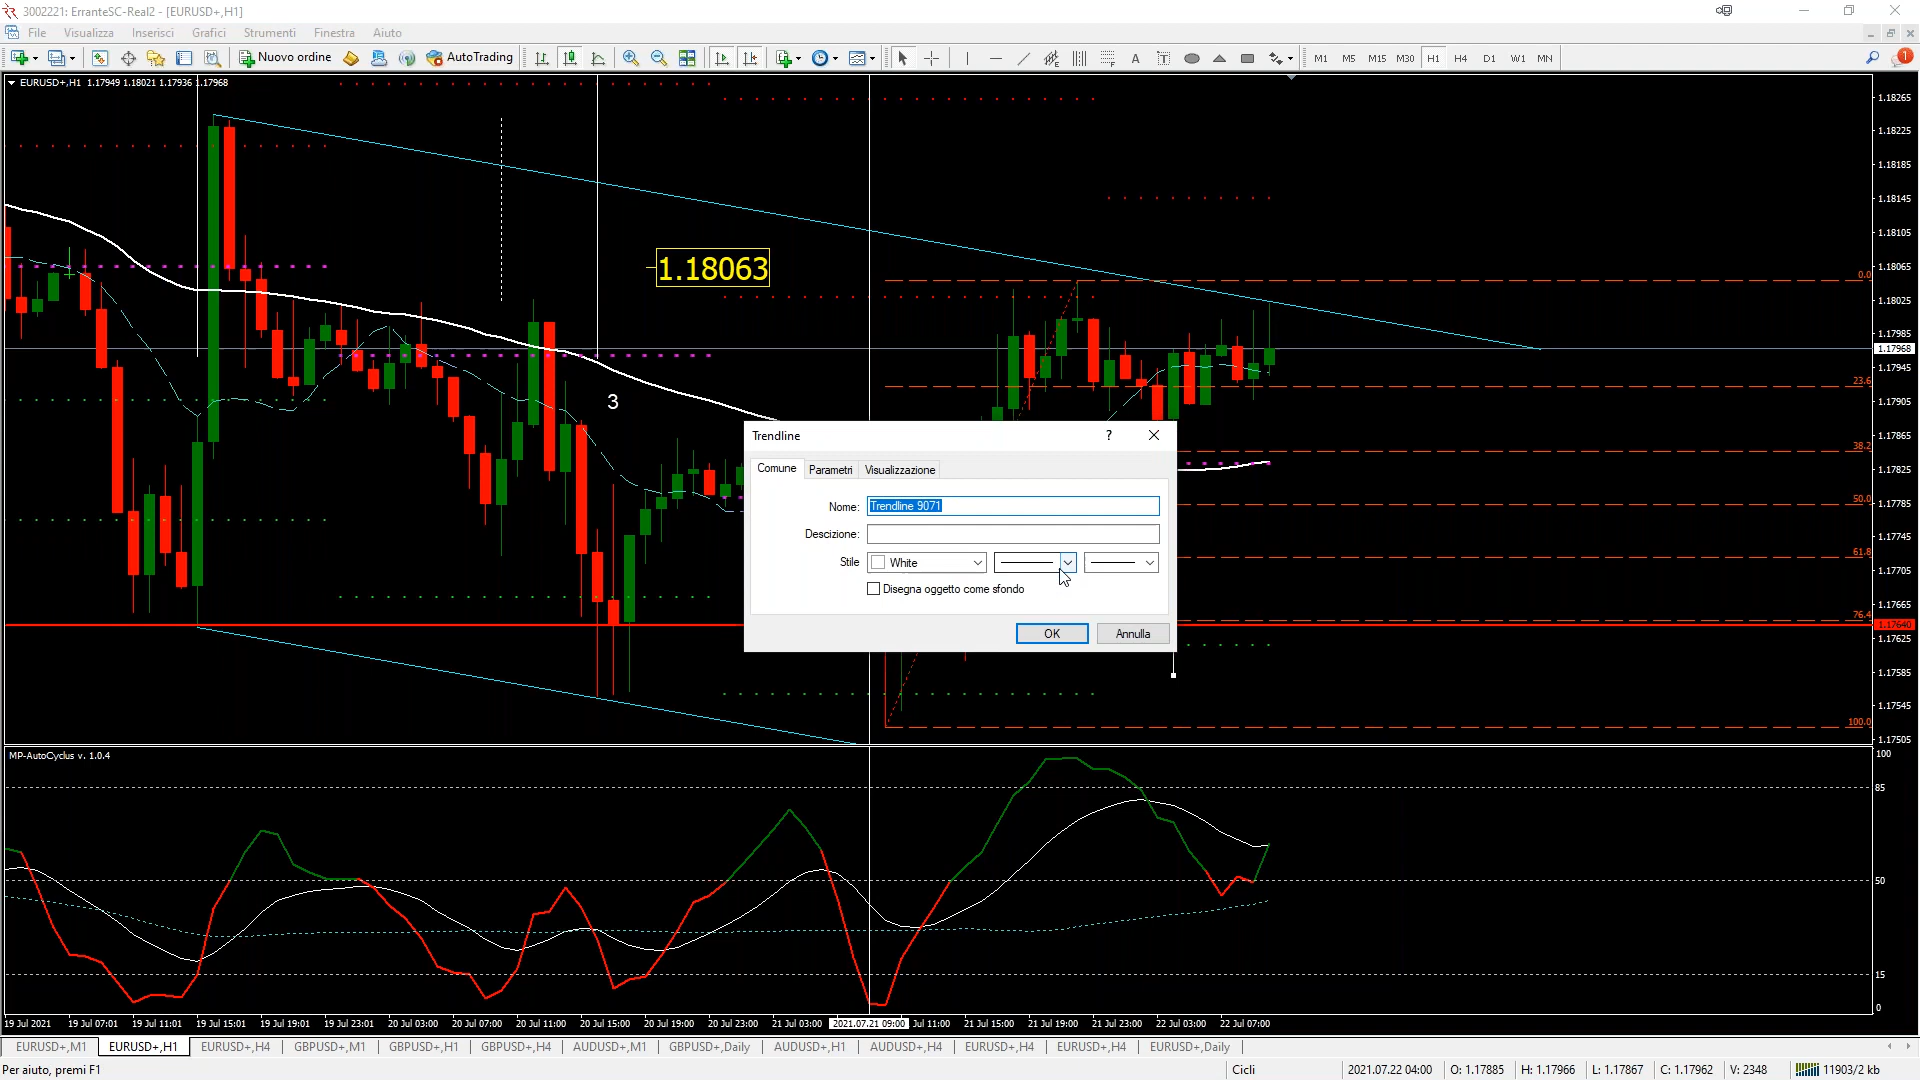 3002221: ErranteSC-Real2 - [EURUSD+,H1]
File Visualizza Inserisci Grafici Strumenti Finestra Aiuto
Nuovo ordine AutoTrading A T M1 M5 M15 M30 H1 H4 D1 W1 MN 1
EURUSD+,H1 1.17949 1.18021 1.17936 1.17968
1.18265
1.18225
1.18185
1.18145
1.18105
1.18065
1.18063
0.0
1.18025
1.17985
1.17968
1.17945
23.6
3
1.17905
1.17865
38.2
1.17825
50.0
1.17785
1.17745
61.8
1.17705
1.17665
76.4
1.17640
1.17625
1.17585
1.17545
100.0
1.17505
Trendline ?
Comune Parametri Visualizzazione
Nome: Trendline 9071
Descizione:
Stile White
Disegna oggetto come sfondo
OK Annulla
MP-AutoCyclus v. 1.0.4
100
85
50
15
0
19 Jul 2021 19 Jul 07:01 19 Jul 11:01 19 Jul 15:01 19 Jul 19:01 19 Jul 23:01 20 Jul 03:00 20 Jul 07:00 20 Jul 11:00 20 Jul 15:00 20 Jul 19:00 20 Jul 23:00 21 Jul 03:00 2021.07.21 09:00 Jul 11:00 21 Jul 15:00 21 Jul 19:00 21 Jul 23:00 22 Jul 03:00 22 Jul 07:00
EURUSD+,M1 EURUSD+,H1 EURUSD+,H4 GBPUSD+,M1 GBPUSD+,H1 GBPUSD+,H4 AUDUSD+,M1 GBPUSD+,Daily AUDUSD+,H1 AUDUSD+,H4 EURUSD+,H4 EURUSD+,H4 EURUSD+,Daily
Per aiuto, premi F1 Cicli 2021.07.22 04:00 O: 1.17885 H: 1.17966 L: 1.17867 C: 1.17962 V: 2348 11903/2 kb